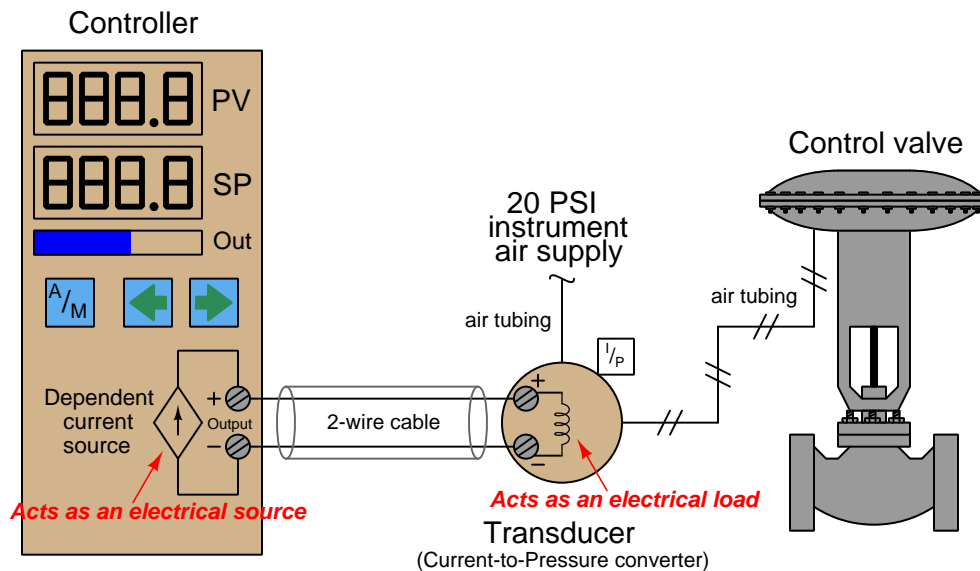 Controller
888.8
PV
888.8
SP
Out
A/M
Dependent
current
source
+
Output
−
Acts as an electrical source
2-wire cable
20 PSI
instrument
air supply
air tubing
I/P
+
−
Acts as an electrical load
Transducer
(Current-to-Pressure converter)
air tubing
Control valve